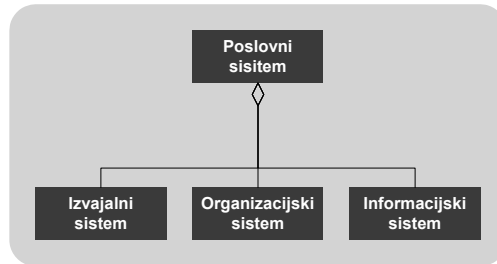 Poslovni
sisitem
Izvajalni
sistem
Organizacijski
sistem
Informacijski
sistem